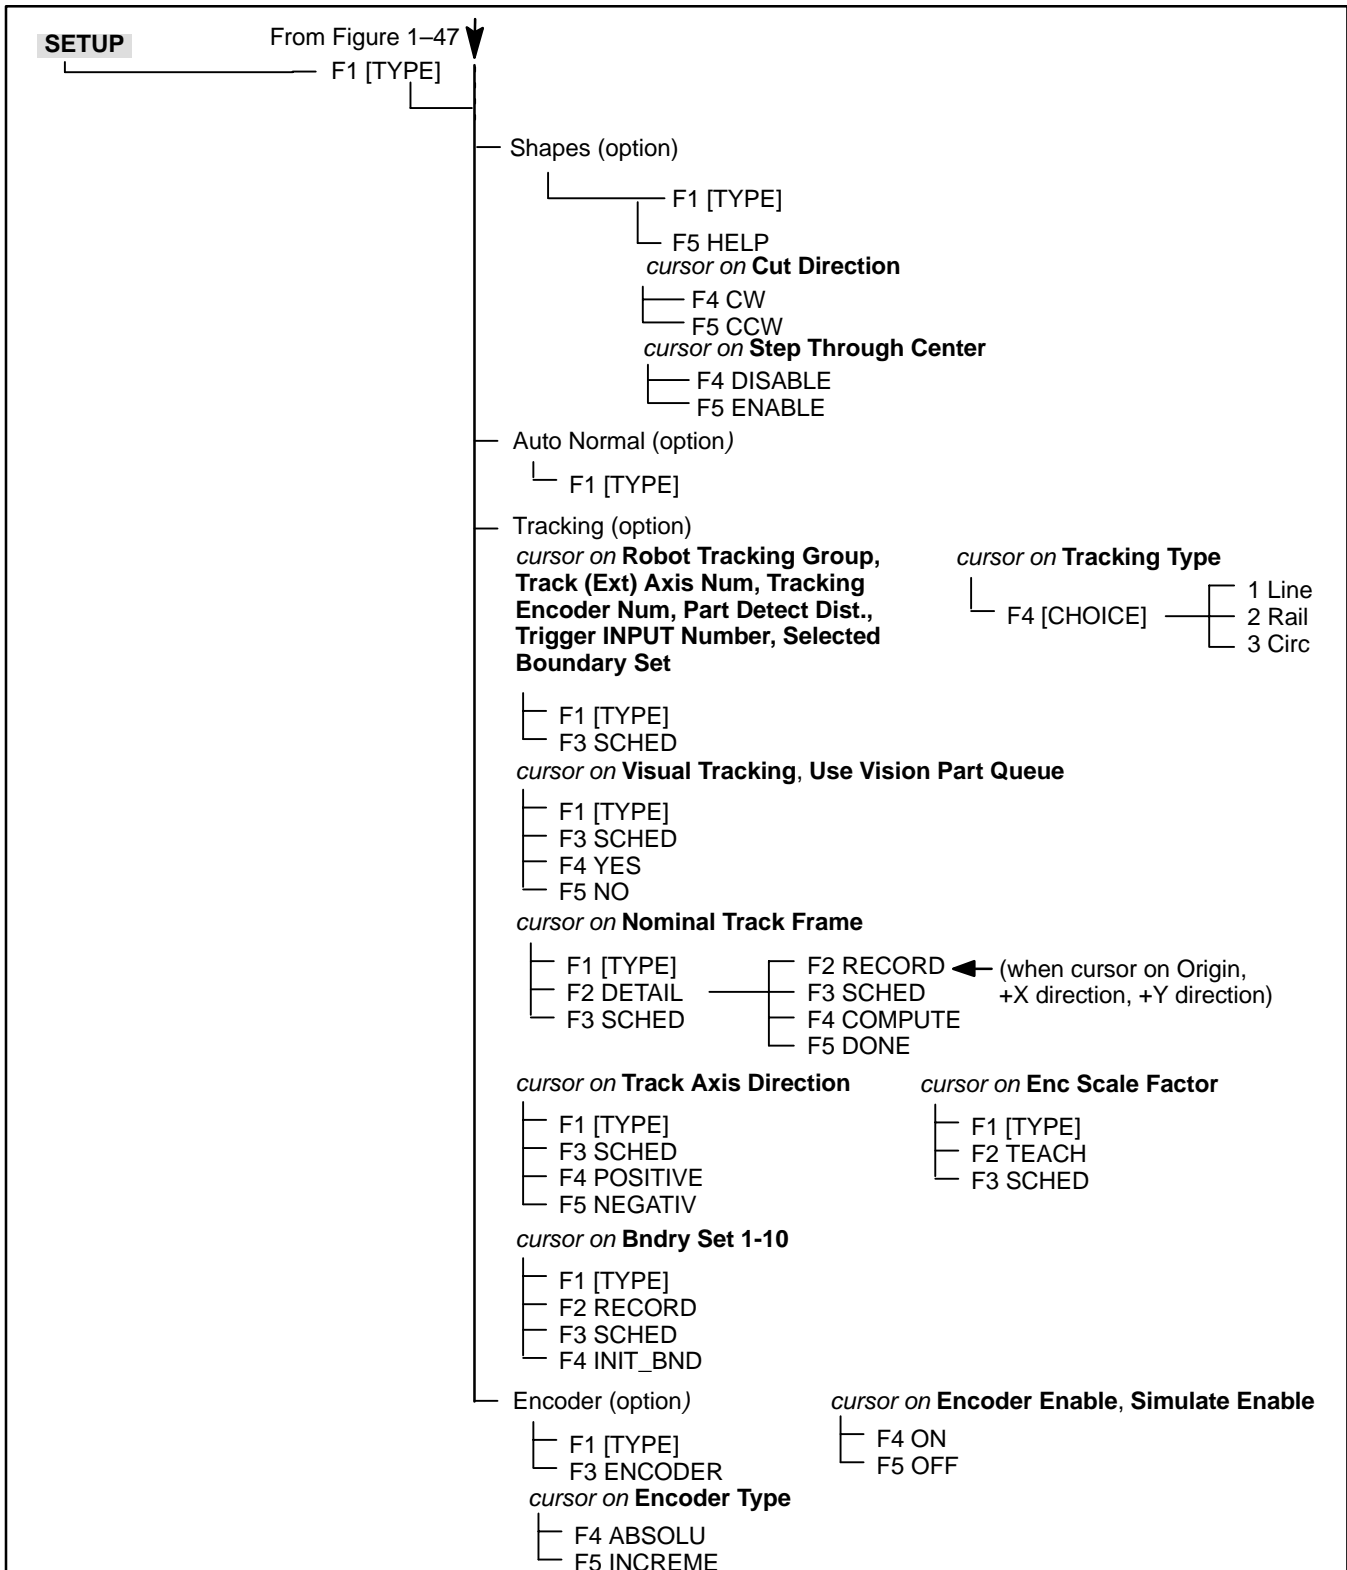 SETUP
From Figure 1–47
F1 [TYPE]
Shapes (option)
F1 [TYPE]
F5 HELP
cursor on Cut Direction
F4 CW
F5 CCW
cursor on Step Through Center
F4 DISABLE
F5 ENABLE
Auto Normal (option)
F1 [TYPE]
Tracking (option)
cursor on Robot Tracking Group,
Track (Ext) Axis Num, Tracking
Encoder Num, Part Detect Dist.,
Trigger INPUT Number, Selected
Boundary Set
cursor on Tracking Type
F4 [CHOICE]
1 Line
2 Rail
3 Circ
F1 [TYPE]
F3 SCHED
cursor on Visual Tracking, Use Vision Part Queue
F1 [TYPE]
F3 SCHED
F4 YES
F5 NO
cursor on Nominal Track Frame
F1 [TYPE]
F2 DETAIL
F3 SCHED
F2 RECORD
F3 SCHED
F4 COMPUTE
F5 DONE
(when cursor on Origin,
+X direction, +Y direction)
cursor on Track Axis Direction
F1 [TYPE]
F3 SCHED
F4 POSITIVE
F5 NEGATIV
cursor on Enc Scale Factor
F1 [TYPE]
F2 TEACH
F3 SCHED
cursor on Bndry Set 1-10
F1 [TYPE]
F2 RECORD
F3 SCHED
F4 INIT_BND
Encoder (option)
F1 [TYPE]
F3 ENCODER
cursor on Encoder Enable, Simulate Enable
F4 ON
F5 OFF
cursor on Encoder Type
F4 ABSOLU
F5 INCREME